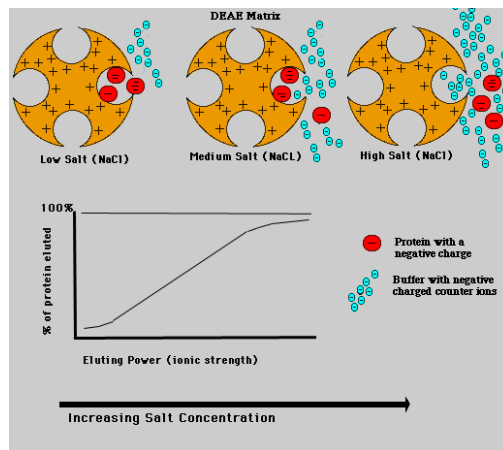 DEAE Matrix
Low Salt (NaCl)
Medium Salt (NaCL)
High Salt (NaCl)
100%
% of protein eluted
Eluting Power (ionic strength)
Protein with a
negative charge
Buffer with negative
charged counter ions
Increasing Salt Concentration